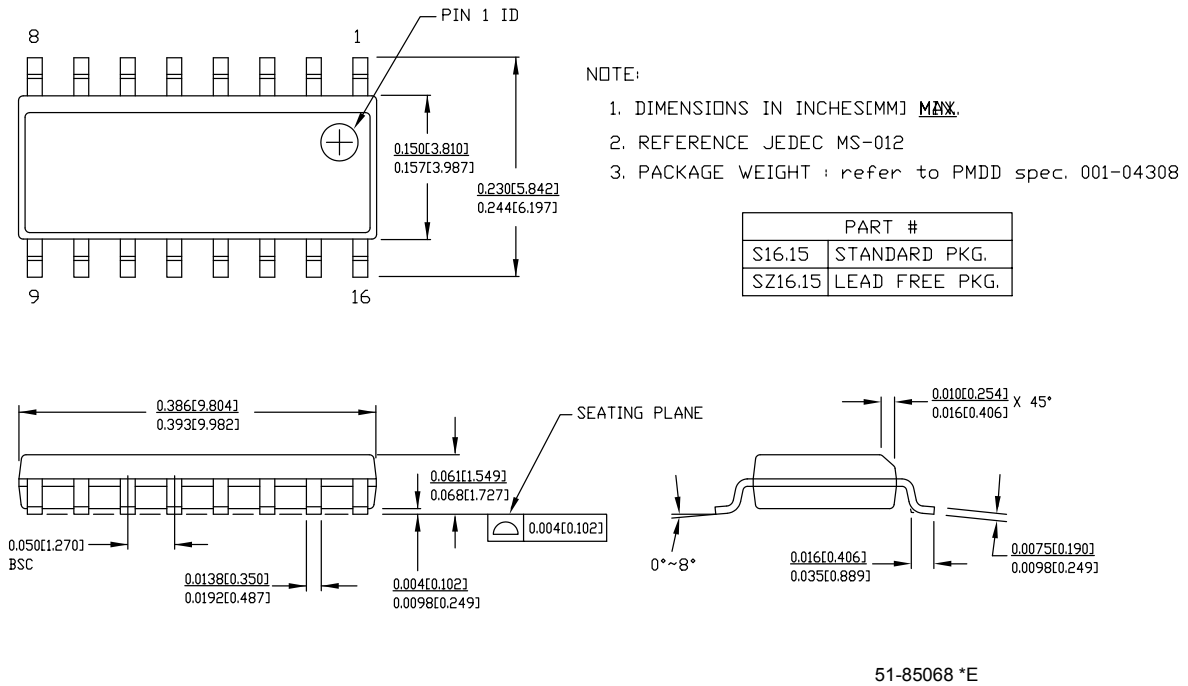 PIN 1 ID
8 1
0.150[3.810]
0.157[3.987]
0.230[5.842]
0.244[6.197]
9 16
NOTE:
1. DIMENSIONS IN INCHES[MM]
2. REFERENCE JEDEC MS-012
3. PACKAGE WEIGHT : refer to PMDD spec. 001-04308
PART #
S16.15 STANDARD PKG.
SZ16.15 LEAD FREE PKG.
0.386[9.804]
0.393[9.982]
SEATING PLANE
0.061[1.549]
0.068[1.727]
0.004[0.102]
0.050[1.270]
BSC
0.0138[0.350]
0.0192[0.487]
0.004[0.102]
0.0098[0.249]
0.010[0.254]
0.016[0.406]
X 45°
0°~8°
0.016[0.406]
0.035[0.889]
0.0075[0.190]
0.0098[0.249]
51-85068 *E